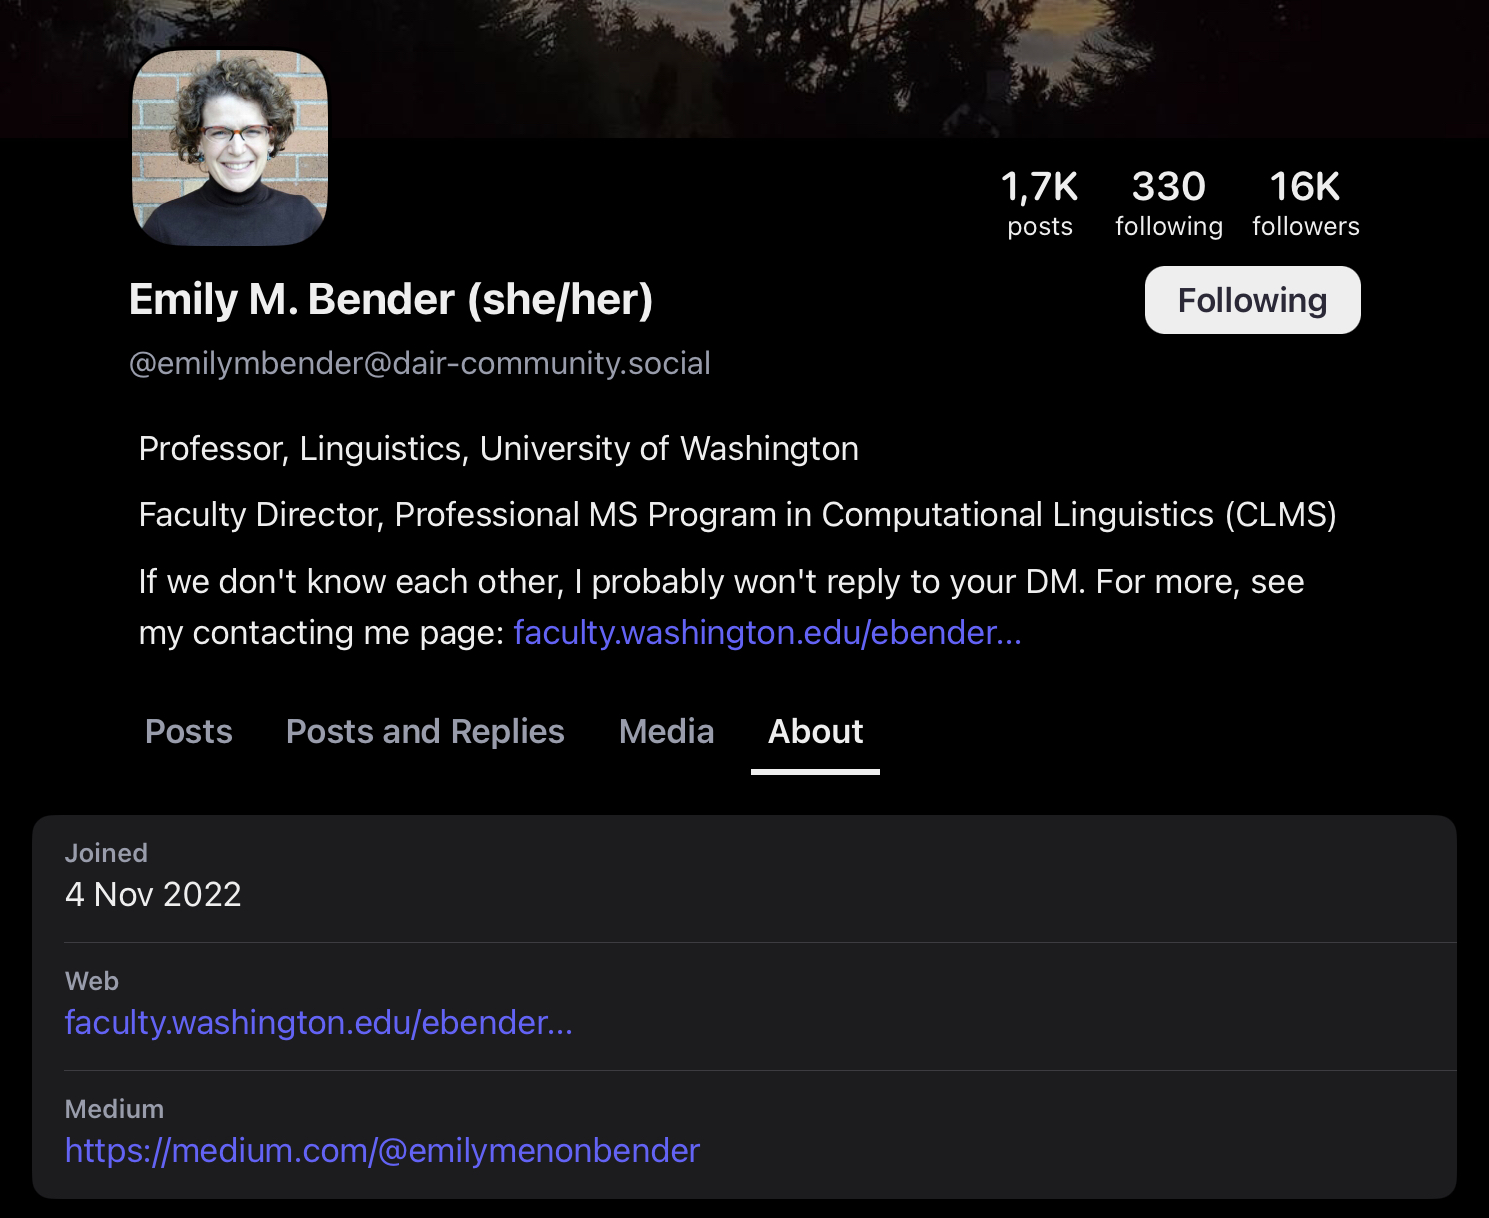 1,7K 330 16K
posts following followers
Emily M. Bender (she/her)
Following
@emilymbender@dair-community.social
Professor, Linguistics, University of Washington
Faculty Director, Professional MS Program in Computational Linguistics (CLMS)
If we don't know each other, I probably won't reply to your DM. For more, see
my contacting me page: faculty.washington.edu/ebender...
Posts Posts and Replies Media About
Joined
4 Nov 2022
Web
faculty.washington.edu/ebender...
Medium
https://medium.com/@emilymenonbender